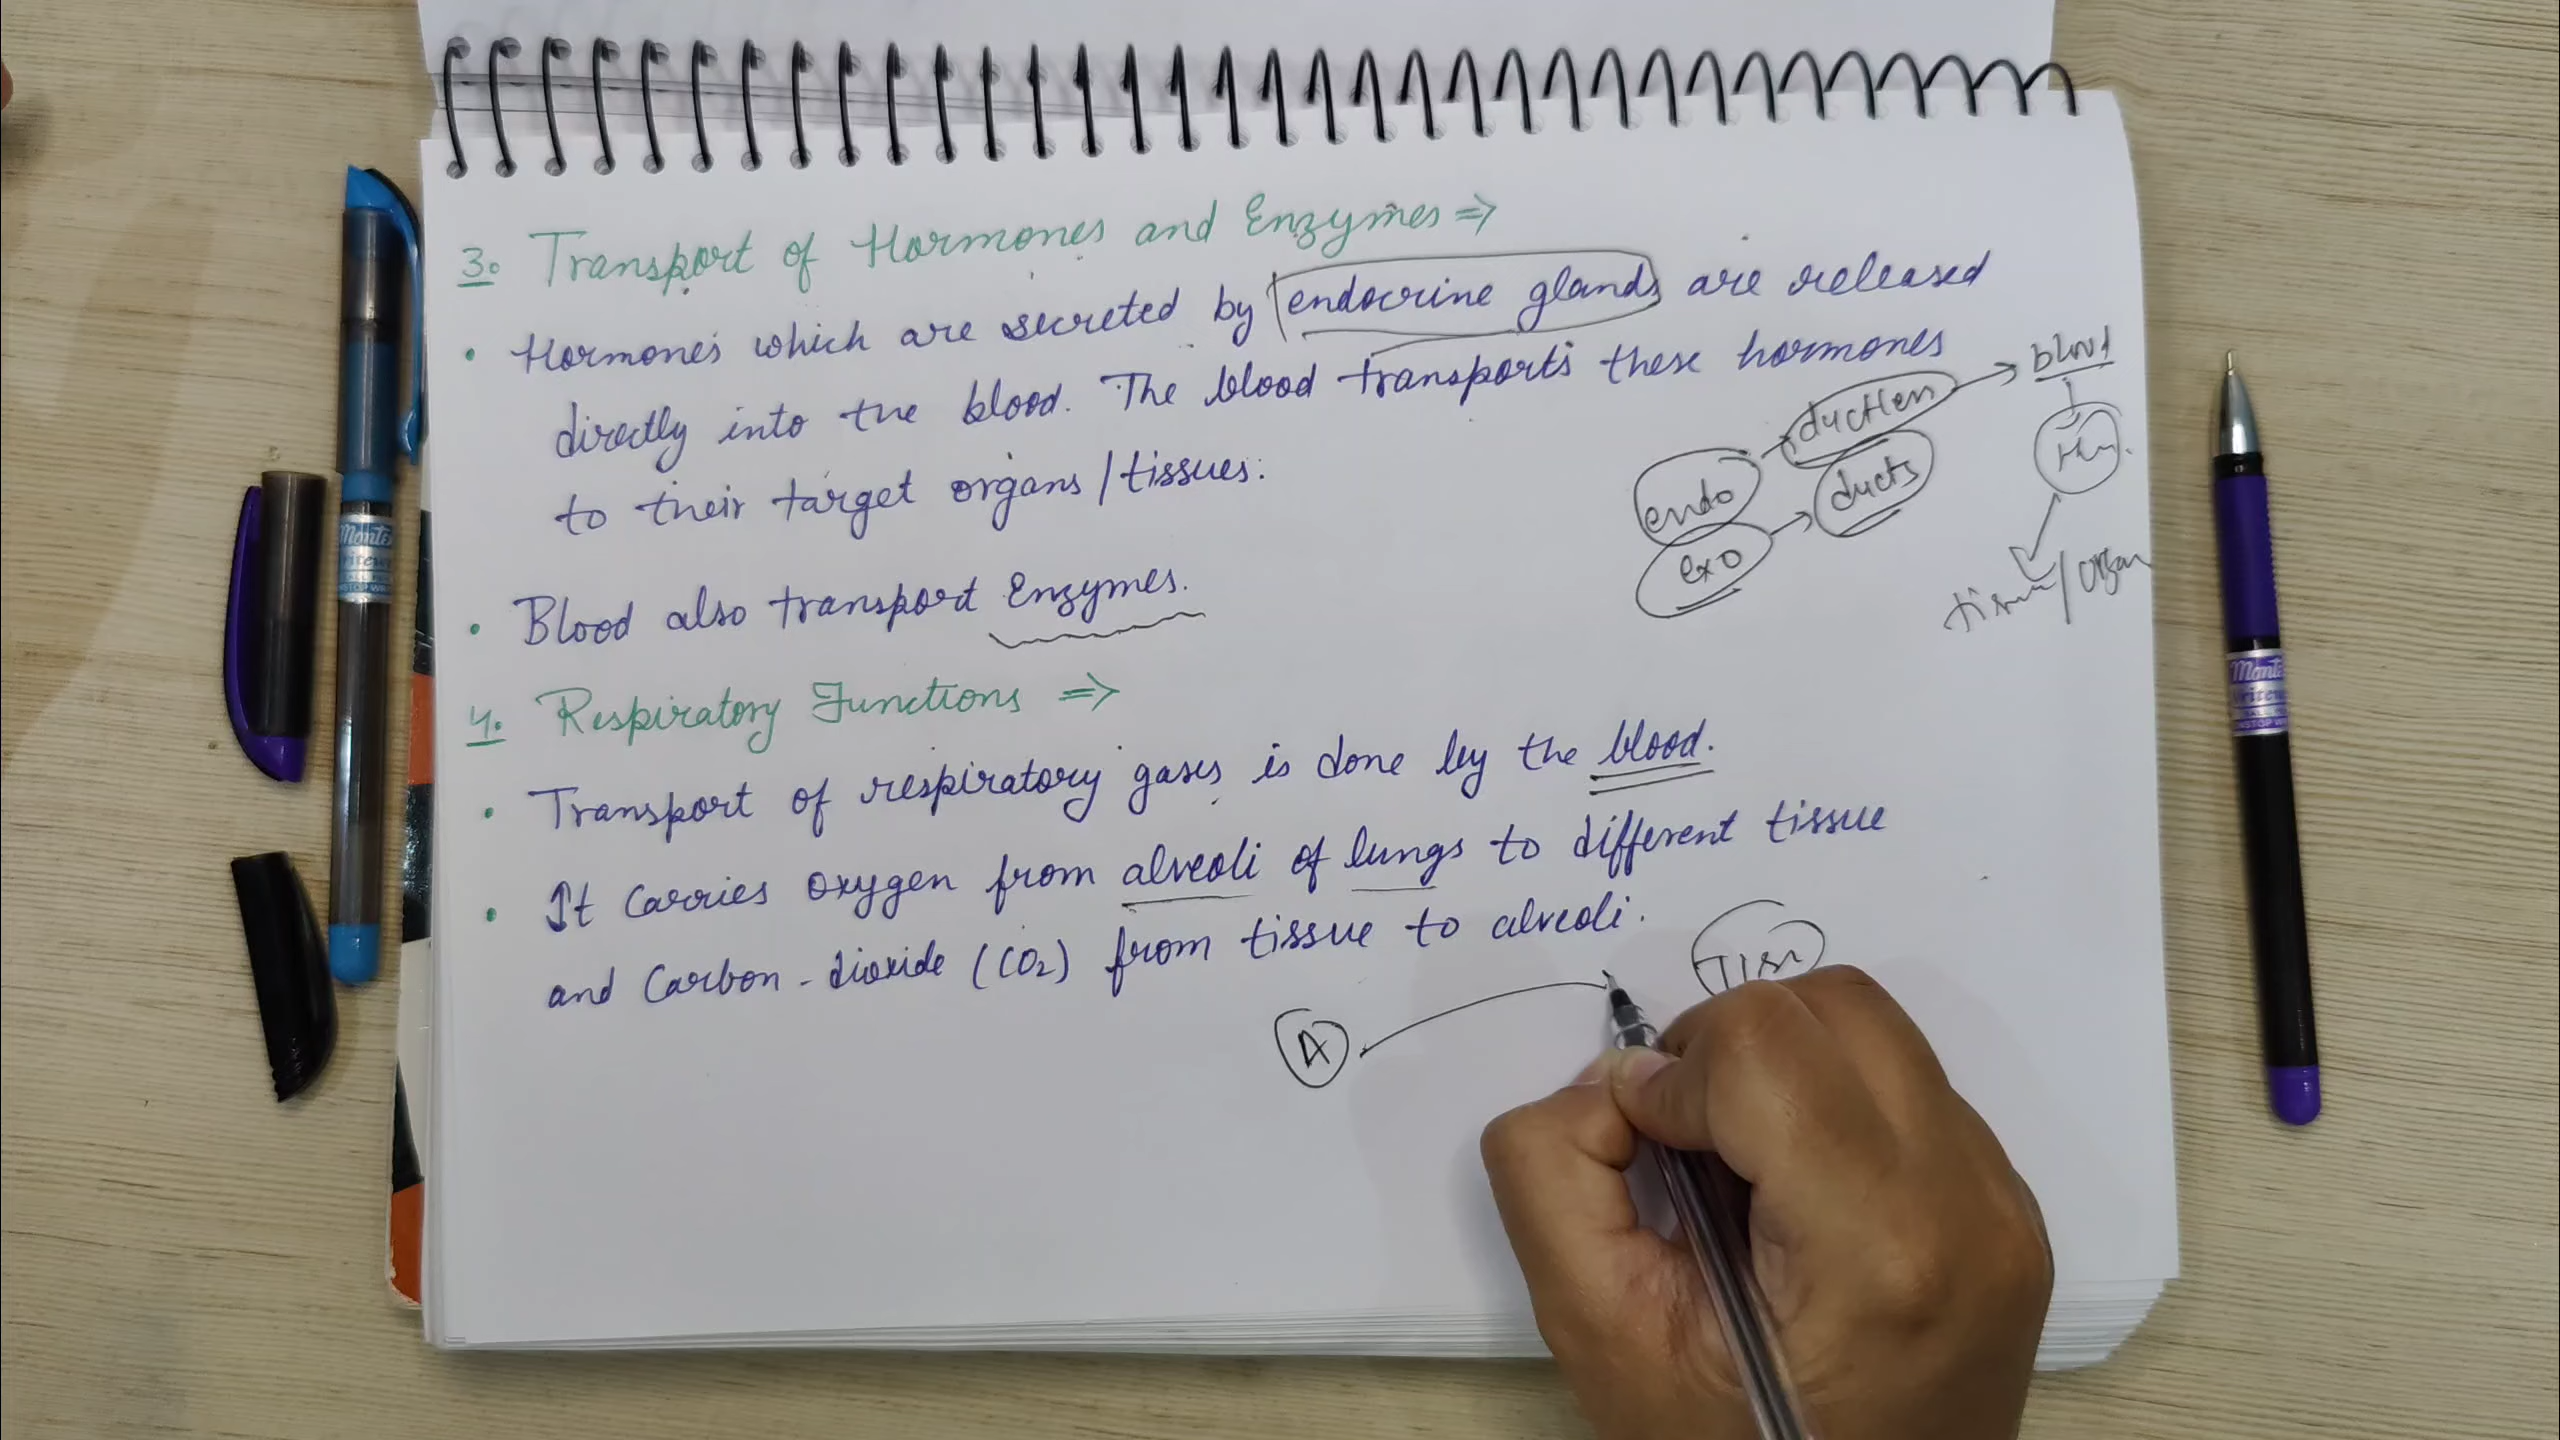 3. Transport of Hormones and Enzymes ⇒
• Hormones which are secreted by endocrine glands are released
directly into the blood. The blood transports these hormones
to their target organs/tissues.
blood
ductless
endo
ducts
exo
tissue/organ
• Blood also transport Enzymes.
4. Respiratory Functions ⇒
• Transport of respiratory gases is done by the blood.
• It carries oxygen from alveoli of lungs to different tissue
and Carbon-dioxide (CO₂) from tissue to alveoli.
A
Monte
Monte